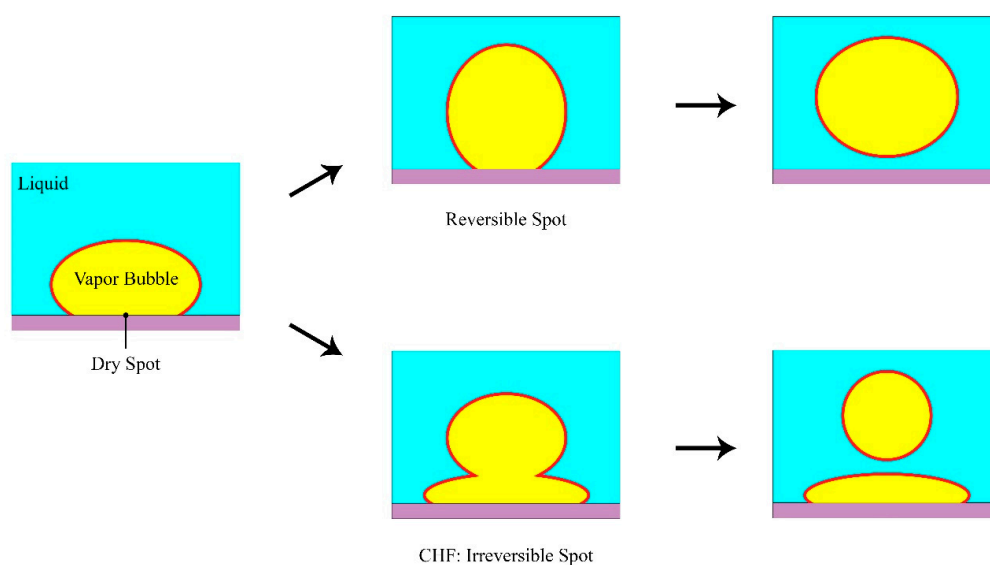 Liquid
Vapor Bubble
Dry Spot
Reversible Spot
CHF: Irreversible Spot